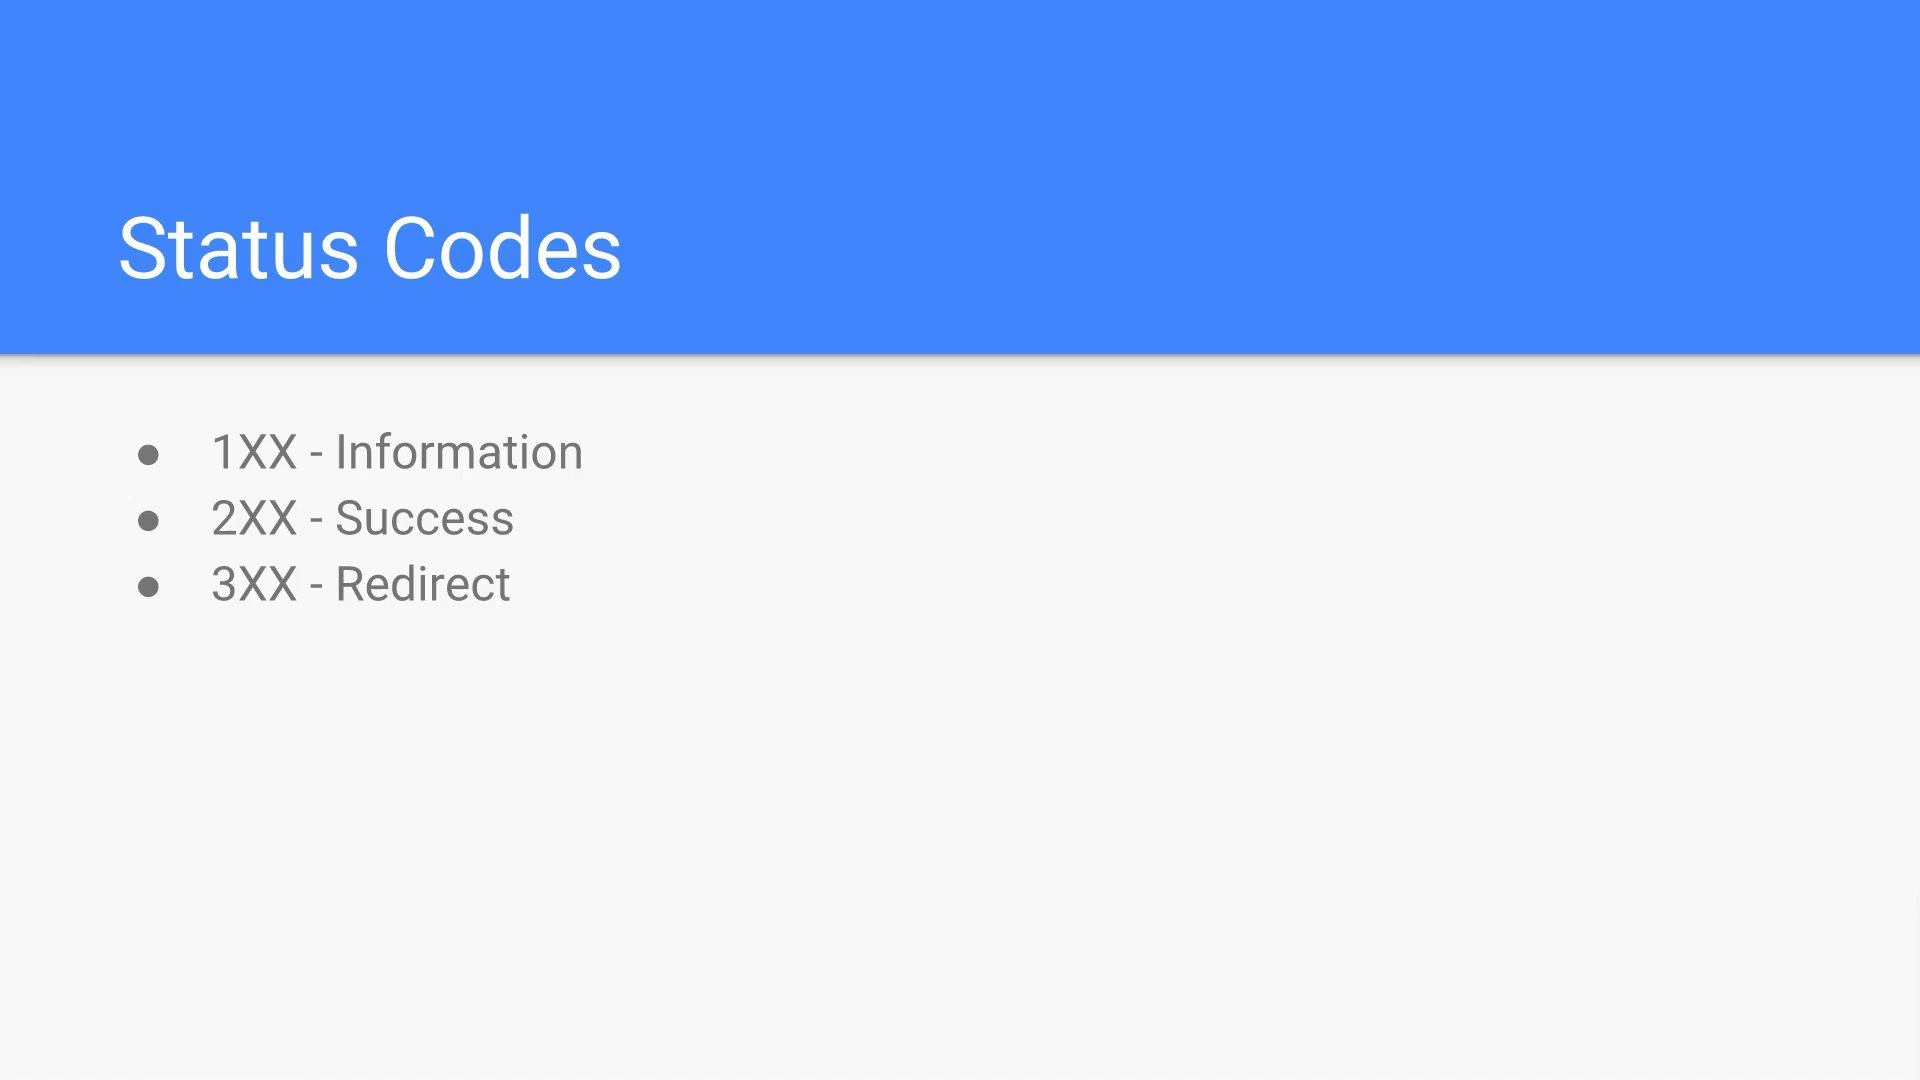 Status Codes
● 1XX - Information
● 2XX - Success
● 3XX - Redirect